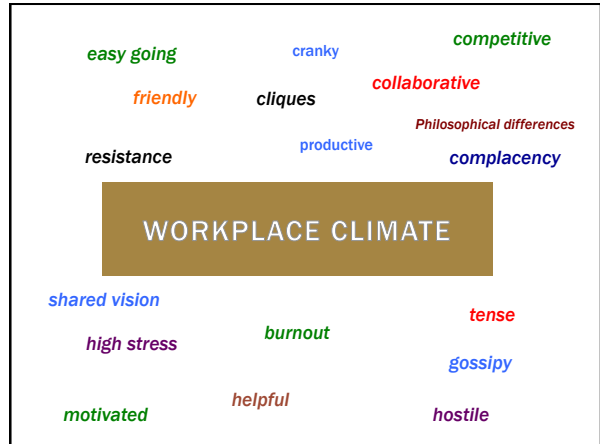 easy going
cranky
competitive
friendly
cliques
collaborative
Philosophical differences
resistance
productive
complacency
WORKPLACE CLIMATE
shared vision
tense
high stress
burnout
gossipy
motivated
helpful
hostile